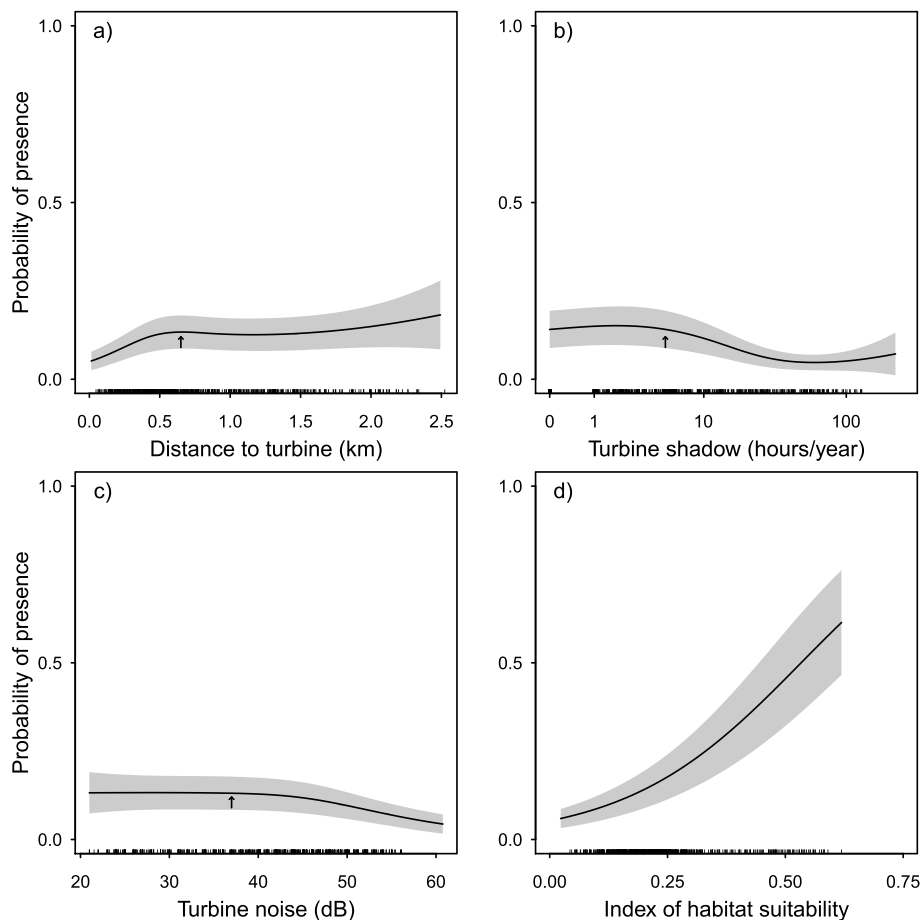 a)
1.0
0.5
0.0
Probability of presence
0.0 0.5 1.0 1.5 2.0 2.5
Distance to turbine (km)
b)
1.0
0.5
0.0
0 1 10 100
Turbine shadow (hours/year)
c)
1.0
0.5
0.0
Probability of presence
20 30 40 50 60
Turbine noise (dB)
d)
1.0
0.5
0.0
0.00 0.25 0.50 0.75
Index of habitat suitability